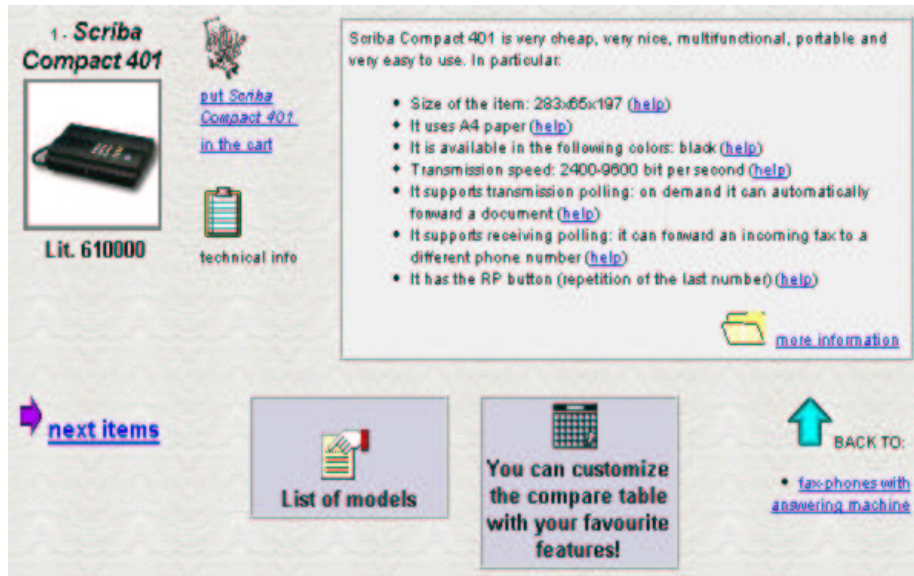 1 - Scriba
Compact 401
Lit. 610000
put Scriba
Compact 401
in the cart
technical info
Scriba Compact 401 is very cheap, very nice, multifunctional, portable and
very easy to use. In particular:
• Size of the item: 283x65x197 (help)
• It uses A4 paper (help)
• It is available in the following colors: black (help)
• Transmission speed: 2400-9600 bit per second (help)
• It supports transmission polling: on demand it can automatically
forward a document (help)
• It supports receiving polling: it can forward an incoming fax to a
different phone number (help)
• It has the RP button (repetition of the last number) (help)
more information
next items
List of models
You can customize
the compare table
with your favourite
features!
BACK TO:
• fax-phones with
answering machine